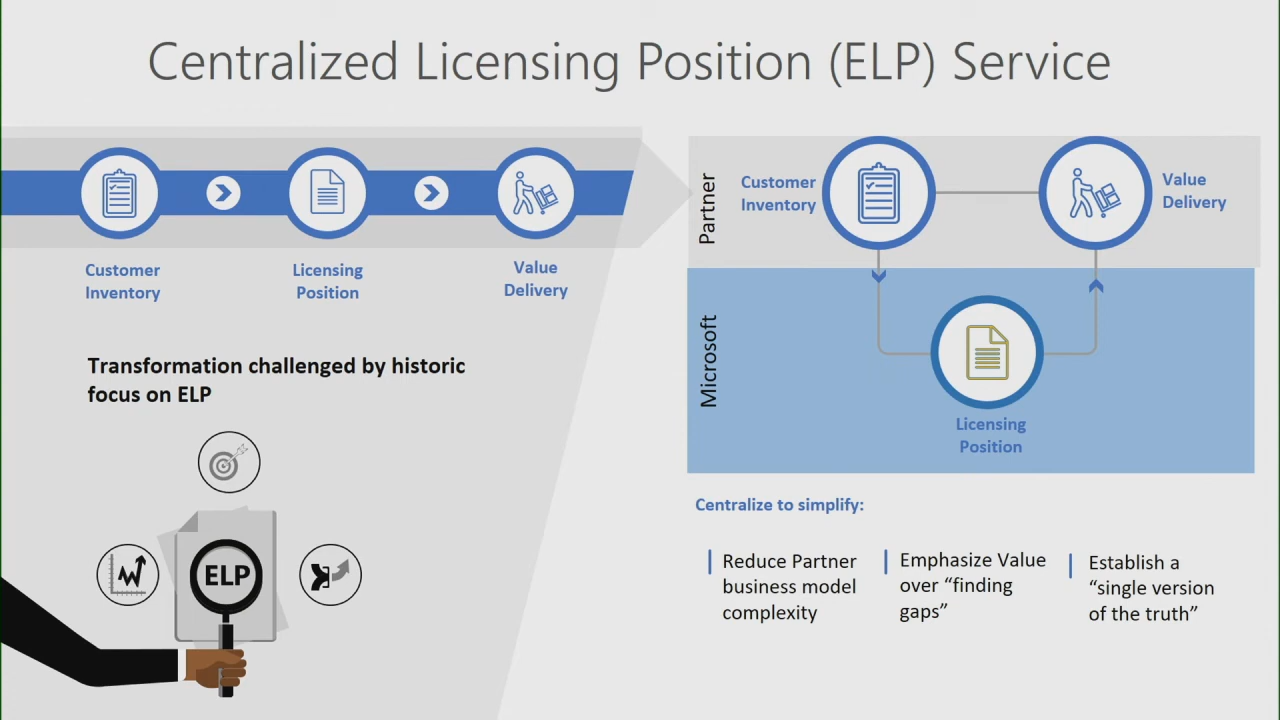 Centralized Licensing Position (ELP) Service
Customer
Inventory
Licensing
Position
Value
Delivery
Transformation challenged by historic
focus on ELP
ELP
Partner
Customer
Inventory
Value
Delivery
Microsoft
Licensing
Position
Centralize to simplify:
Reduce Partner
business model
complexity
Emphasize Value
over “finding
gaps”
Establish a
“single version
of the truth”